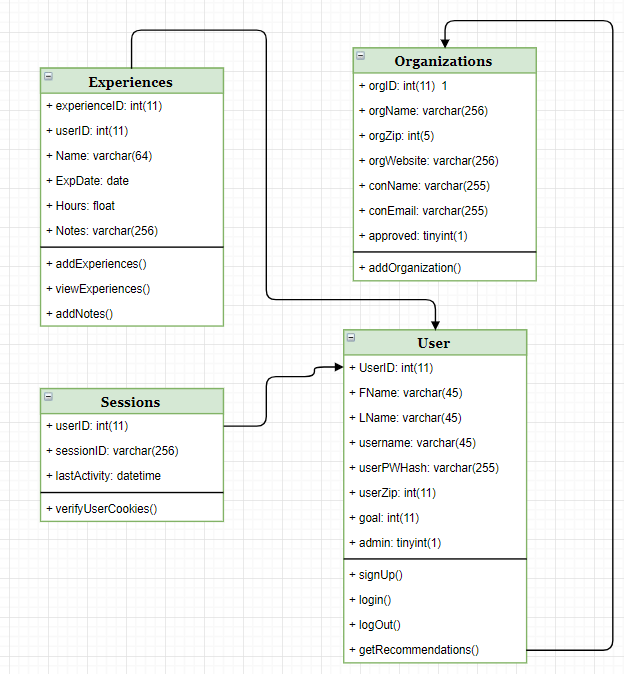 Experiences
+ experienceID: int(11)
+ userID: int(11)
+ Name: varchar(64)
+ ExpDate: date
+ Hours: float
+ Notes: varchar(256)
+ addExperiences()
+ viewExperiences()
+ addNotes()
Organizations
+ orgID: int(11)  1
+ orgName: varchar(256)
+ orgZip: int(5)
+ orgWebsite: varchar(256)
+ conName: varchar(255)
+ conEmail: varchar(255)
+ approved: tinyint(1)
+ addOrganization()
Sessions
+ userID: int(11)
+ sessionID: varchar(256)
+ lastActivity: datetime
+ verifyUserCookies()
User
+ UserID: int(11)
+ FName: varchar(45)
+ LName: varchar(45)
+ username: varchar(45)
+ userPWHash: varchar(255)
+ userZip: int(11)
+ goal: int(11)
+ admin: tinyint(1)
+ signUp()
+ login()
+ logOut()
+ getRecommendations()